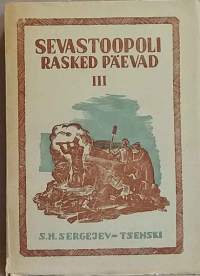 SEVASTOOPOLI
RASKED PÄEVAD
III
S.N. SERGEJEV-TSENSKI